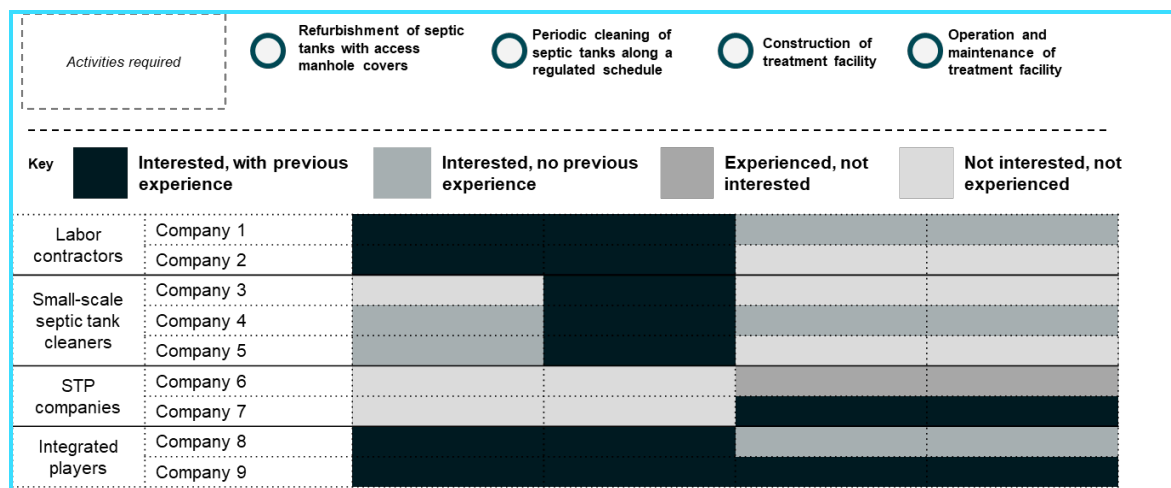 Activities required
Refurbishment of septic
tanks with access
manhole covers
Periodic cleaning of
septic tanks along a
regulated schedule
Construction of
treatment facility
Operation and
maintenance of
treatment facility
Key
Interested, with previous
experience
Interested, no previous
experience
Experienced, not
interested
Not interested, not
experienced
Labor
contractors
Company 1
Company 2
Small-scale
septic tank
cleaners
Company 3
Company 4
Company 5
STP
companies
Company 6
Company 7
Integrated
players
Company 8
Company 9